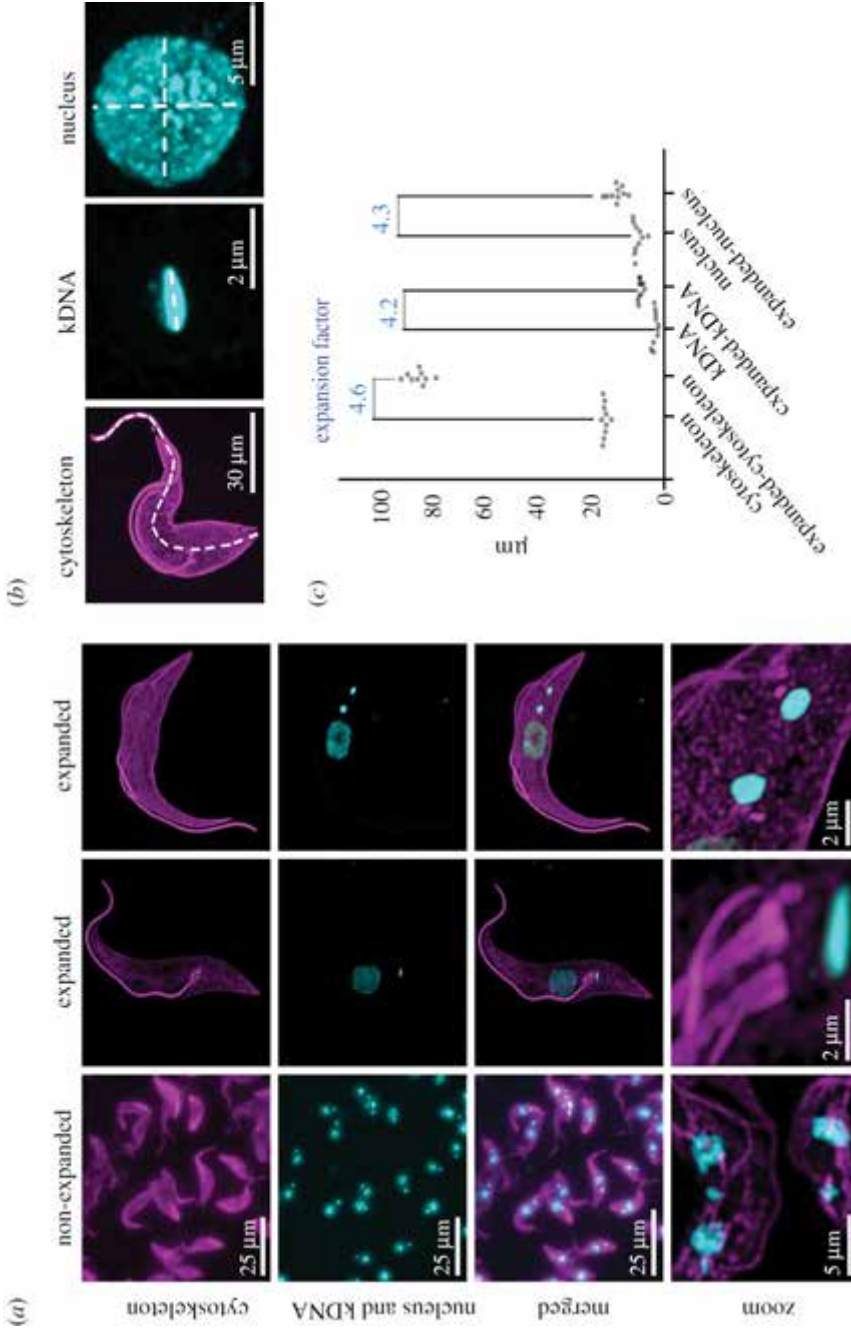 (a)
non-expanded
expanded
expanded
cytoskeleton
25 μm
nucleus and kDNA
25 μm
merged
25 μm
zoom
5 μm
2 μm
2 μm
(b)
cytoskeleton
kDNA
nucleus
30 μm
2 μm
5 μm
(c)
expansion factor
4.6
4.2
4.3
100
80
60
40
20
0
μm
cytoskeleton
expanded-cytoskeleton
kDNA
expanded-kDNA
nucleus
expanded-nucleus